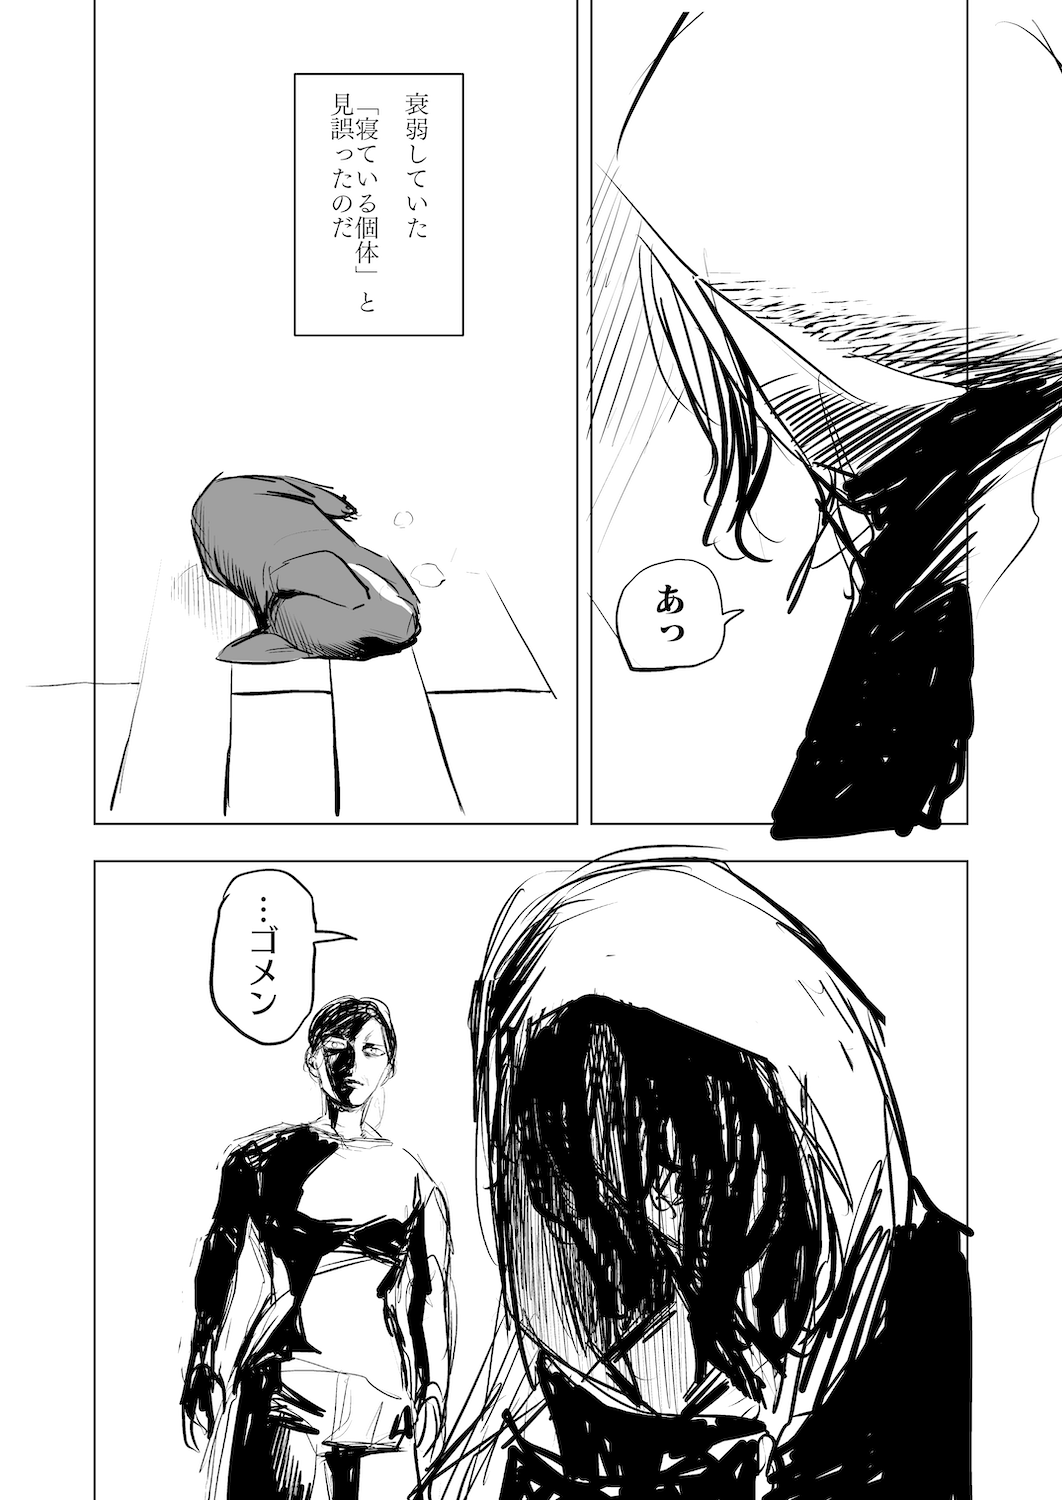 あっ
衰弱していた
「寝ている個体」と
見誤ったのだ
…ゴメン